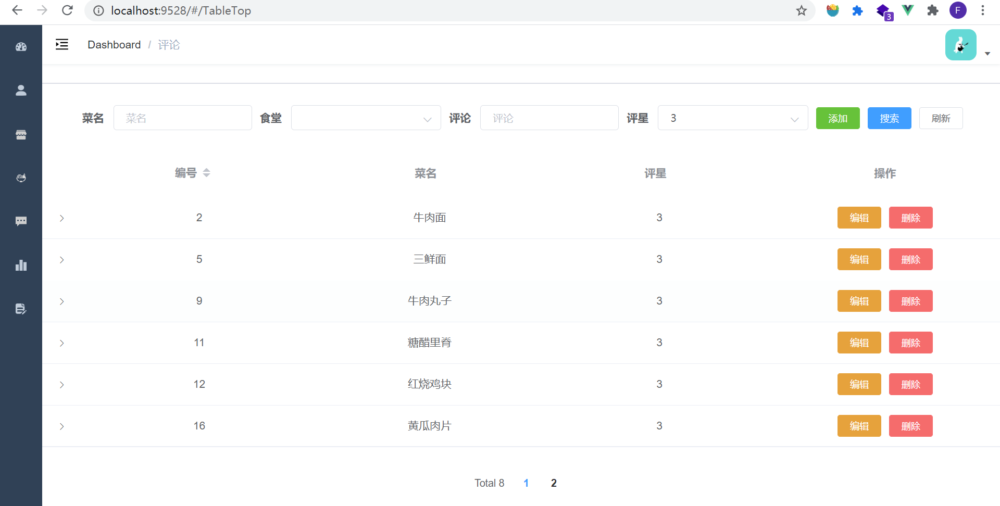 localhost:9528/#/TableTop
3
F
Dashboard / 评论
菜名 菜名 食堂 评论 评论 评星 3 添加 搜索 刷新
编号 菜名 评星 操作
2 牛肉面 3 编辑 删除
5 三鲜面 3 编辑 删除
9 牛肉丸子 3 编辑 删除
11 糖醋里脊 3 编辑 删除
12 红烧鸡块 3 编辑 删除
16 黄瓜肉片 3 编辑 删除
Total 8 1 2